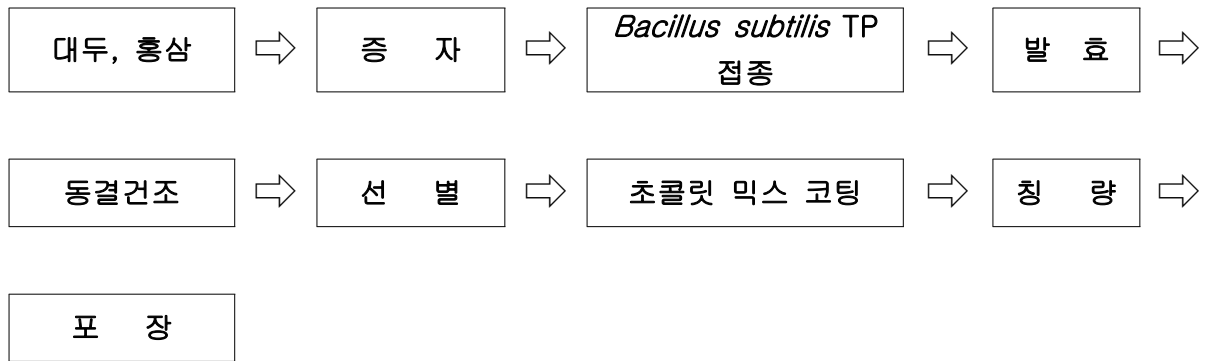 대두, 홍삼 ⇨ 증 자 ⇨ Bacillus subtilis TP 접종 ⇨ 발 효 ⇨
동결건조 ⇨ 선 별 ⇨ 초콜릿 믹스 코팅 ⇨ 칭 량 ⇨
포 장